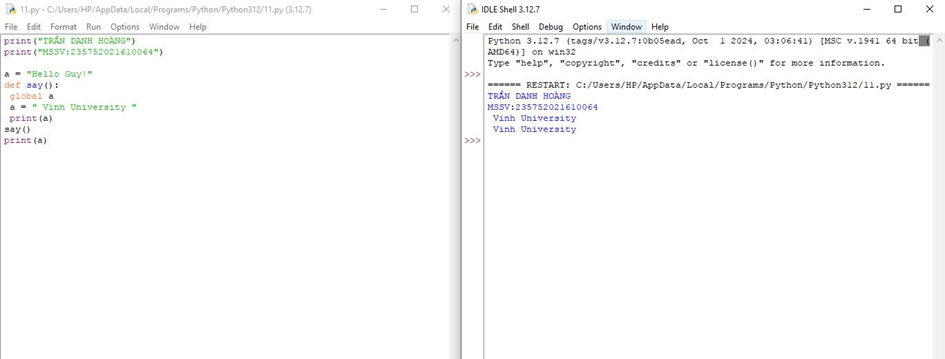 11.py - C:/Users/HP/AppData/Local/Programs/Python/Python312/11.py (3.12.7)
File Edit Format Run Options Window Help
print("TRẦN DANH HOÀNG")
print("MSSV:235752021610064")
a = "Hello Guy!"
def say():
 global a
 a = " Vinh University "
 print(a)
say()
print(a)
IDLE Shell 3.12.7
File Edit Shell Debug Options Window Help
Python 3.12.7 (tags/v3.12.7:0b05ead, Oct  1 2024, 03:06:41) [MSC v.1941 64 bit (
AMD64)] on win32
Type "help", "copyright", "credits" or "license()" for more information.
>>>
====== RESTART: C:/Users/HP/AppData/Local/Programs/Python/Python312/11.py ======
TRẦN DANH HOÀNG
MSSV:235752021610064
 Vinh University
 Vinh University
>>>